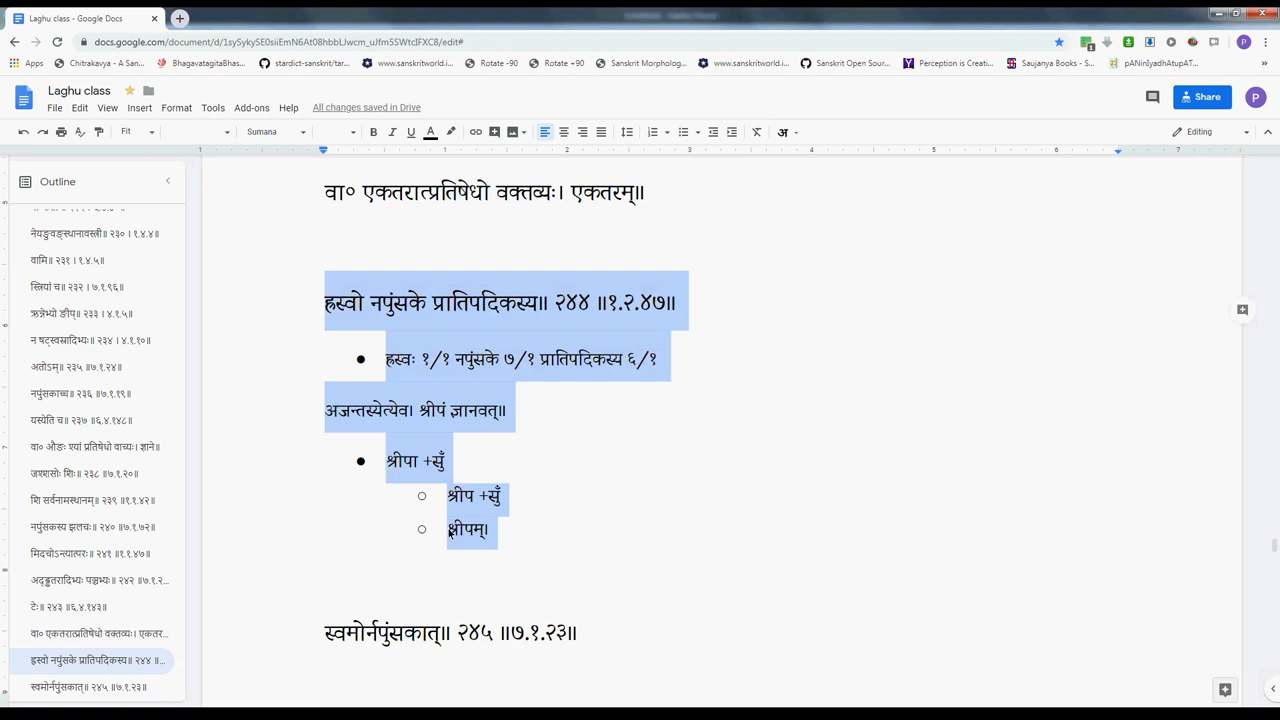 Laghu class
docs.google.com/document/d/1sySykySE0siiEmN6At08hbbLJwcm_uJfm5SWtcIFXC8/edit#
Apps
Chitrakavya - A San...
BhagavatagitaBhas...
stardict-sanskrit/tar...
www.sanskritworld.i...
Rotate -90
Rotate +90
Sanskrit Morpholog...
www.sanskritworld.i...
Sanskrit Open Sour...
Perception is Creati...
Saujanya Books - S...
pANinIyadhAtupAT...
Laghu class
File Edit View Insert Format Tools Add-ons Help All changes saved in Drive
Share
P
Fit
Sumana
Editing
Outline
नेयङुवङ्स्थानावस्त्री॥ २३० । १.४.४॥
वामि॥ २३१ । १.४.५॥
स्त्रियां च॥ २३२ । ७.१.९६॥
ऋन्नेभ्यो ङीप्॥ २३३ । ४.१.५॥
न षट्स्वस्रादिभ्यः॥ २३४ । ४.१.१०॥
अतोऽम्॥ २३५ ॥७.१.२४॥
नपुंसकाच्च॥ २३६ ॥७.१.१९॥
यस्येति च॥ २३७ ॥६.४.१४८॥
वा० औङः श्यां प्रतिषेधो वाच्यः। ज्ञाने॥
जश्शसोः शिः॥ २३८ ॥७.१.२०॥
शि सर्वनामस्थानम्॥ २३९ ॥१.१.४२॥
नपुंसकस्य झलचः॥ २४० ॥७.१.७२॥
मिदचोऽन्त्यात्परः॥ २४१ ॥१.१.४७॥
अद्ड्डतरादिभ्यः पञ्चभ्यः॥ २४२ ॥७.१.२...
टेः॥ २४३ ॥६.४.१४३॥
वा० एकतरात्प्रतिषेधो वक्तव्यः। एकतर...
ह्रस्वो नपुंसके प्रातिपदिकस्य॥ २४४ ॥...
स्वमोर्नपुंसकात्॥ २४५ ॥७.१.२३॥
वा० एकतरात्प्रतिषेधो वक्तव्यः। एकतरम्॥
ह्रस्वो नपुंसके प्रातिपदिकस्य॥ २४४ ॥१.२.४७॥
● ह्रस्वः १/१ नपुंसके ७/१ प्रातिपदिकस्य ६/१
अजन्तस्येत्येव। श्रीपं ज्ञानवत्॥
● श्रीपा +सुँ
○ श्रीप +सुँ
○ श्रीपम्।
स्वमोर्नपुंसकात्॥ २४५ ॥७.१.२३॥